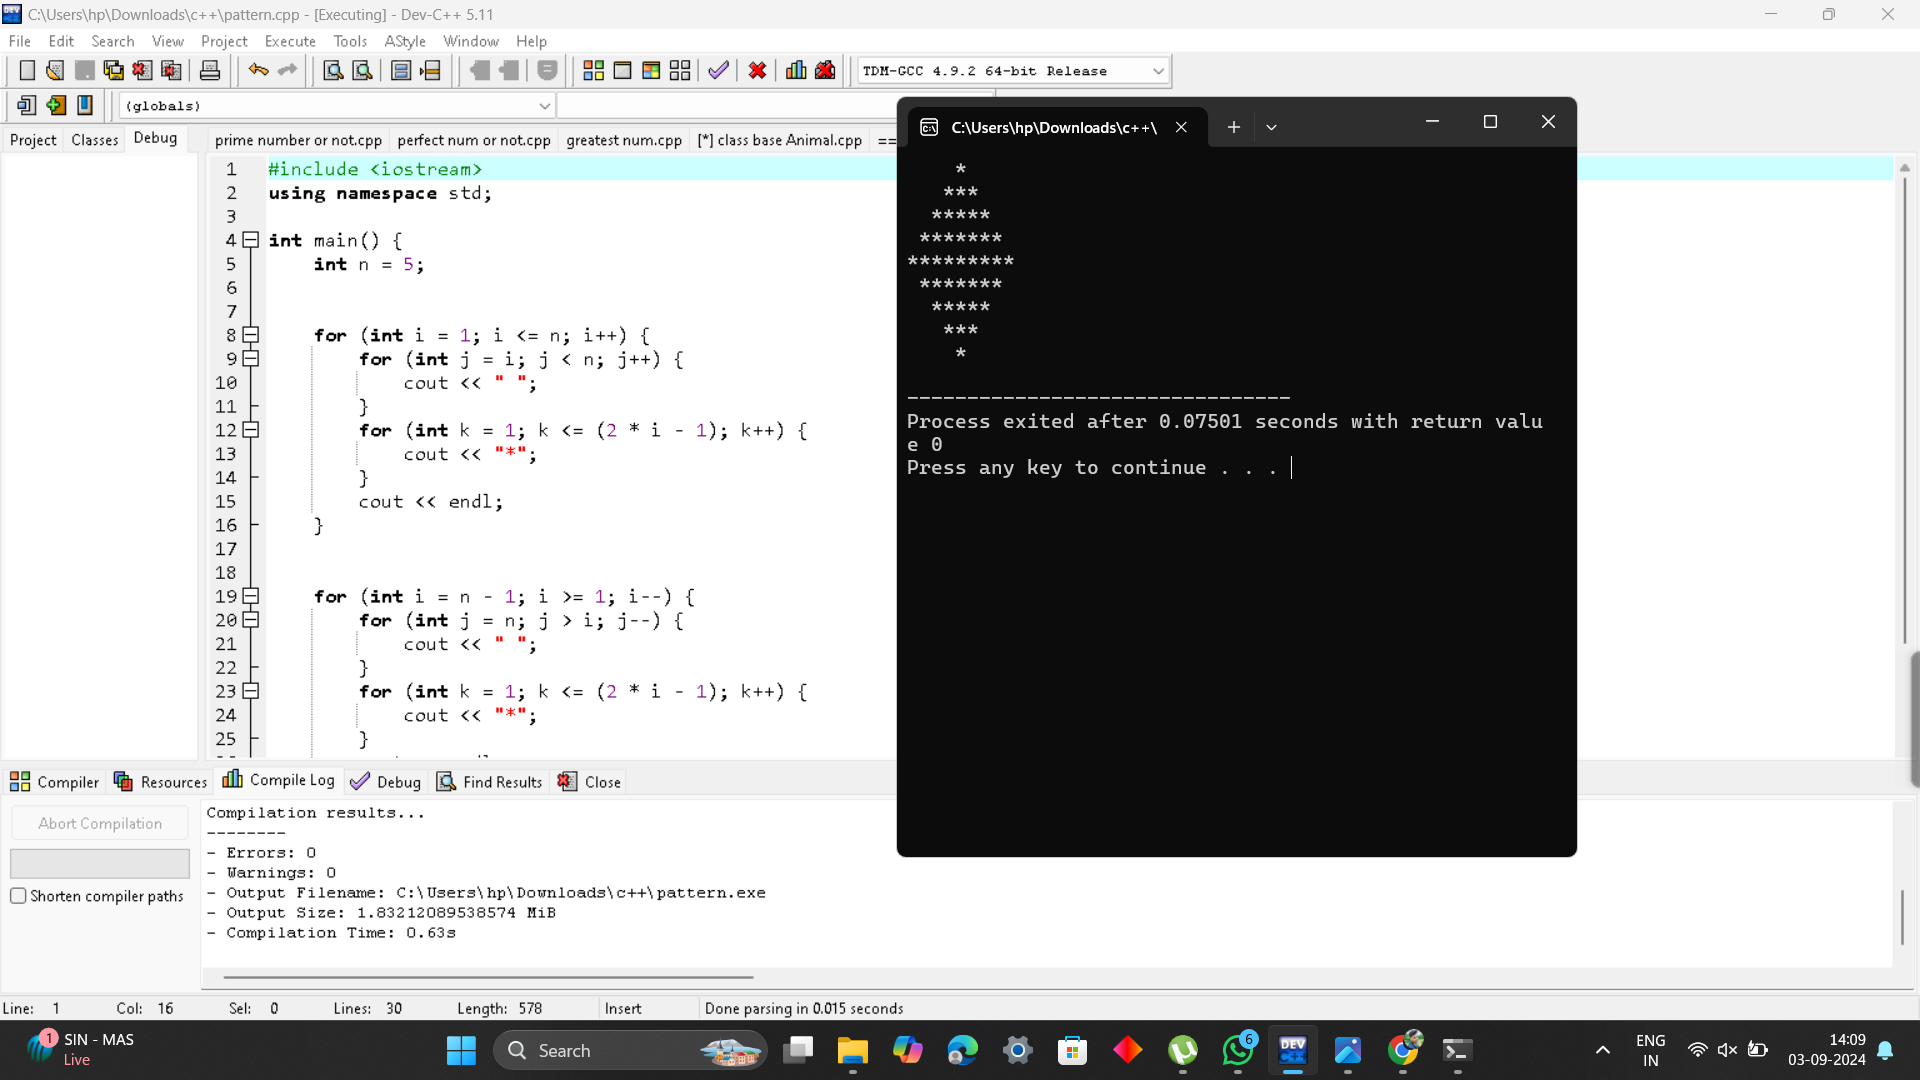 C:\Users\hp\Downloads\c++\pattern.cpp - [Executing] - Dev-C++ 5.11
File Edit Search View Project Execute Tools AStyle Window Help
TDM-GCC 4.9.2 64-bit Release
(globals)
Project Classes Debug
prime number or not.cpp perfect num or not.cpp greatest num.cpp [*] class base Animal.cpp ==
1 #include <iostream>
2 using namespace std;
3
4 int main() {
5 int n = 5;
6
7
8 for (int i = 1; i <= n; i++) {
9 for (int j = i; j < n; j++) {
10 cout << " ";
11 }
12 for (int k = 1; k <= (2 * i - 1); k++) {
13 cout << "*";
14 }
15 cout << endl;
16 }
17
18
19 for (int i = n - 1; i >= 1; i--) {
20 for (int j = n; j > i; j--) {
21 cout << " ";
22 }
23 for (int k = 1; k <= (2 * i - 1); k++) {
24 cout << "*";
25 }
C:\Users\hp\Downloads\c++\
    *
   ***
  *****
 *******
*********
 *******
  *****
   ***
    *
--------------------------------
Process exited after 0.07501 seconds with return valu
e 0
Press any key to continue . . .
Compiler Resources Compile Log Debug Find Results Close
Abort Compilation
Shorten compiler paths
Compilation results...
--------
- Errors: 0
- Warnings: 0
- Output Filename: C:\Users\hp\Downloads\c++\pattern.exe
- Output Size: 1.83212089538574 MiB
- Compilation Time: 0.63s
Line: 1 Col: 16 Sel: 0 Lines: 30 Length: 578 Insert Done parsing in 0.015 seconds
1
SIN - MAS
Live
Search
DEV
6
ENG
IN
14:09
03-09-2024